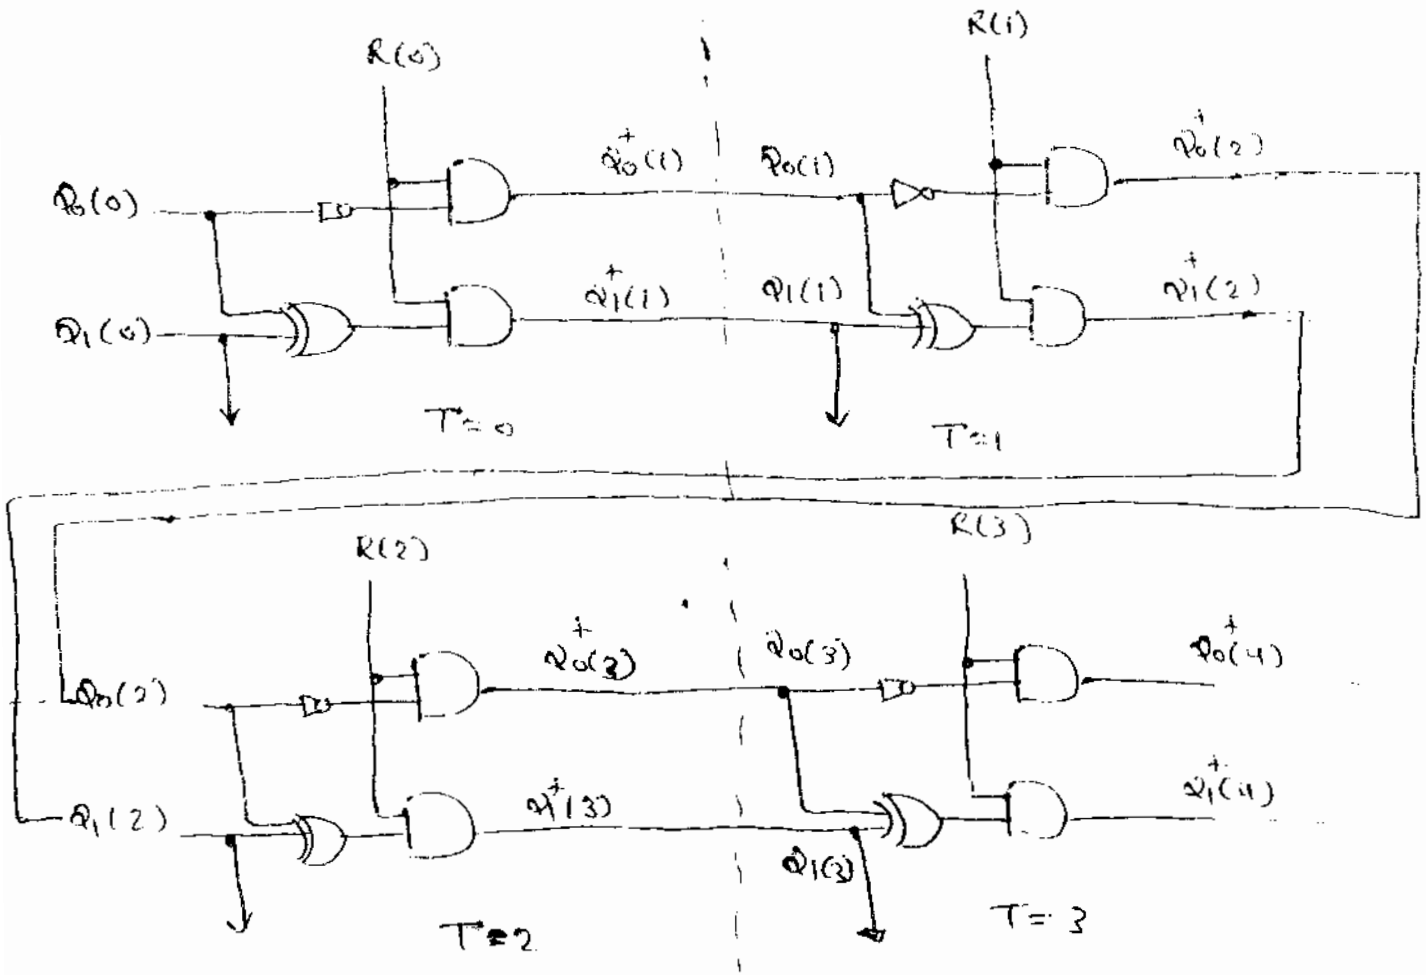 R(0)
R(1)
Q0(0)
Q0+(1)
Q0(1)
Q0+(2)
Q1(0)
Q1+(1)
Q1(1)
Q1+(2)
T=0
T=1
R(2)
R(3)
Q0(2)
Q0+(3)
Q0(3)
Q0+(4)
Q1(2)
Q1+(3)
Q1(3)
Q1+(4)
T=2
T=3